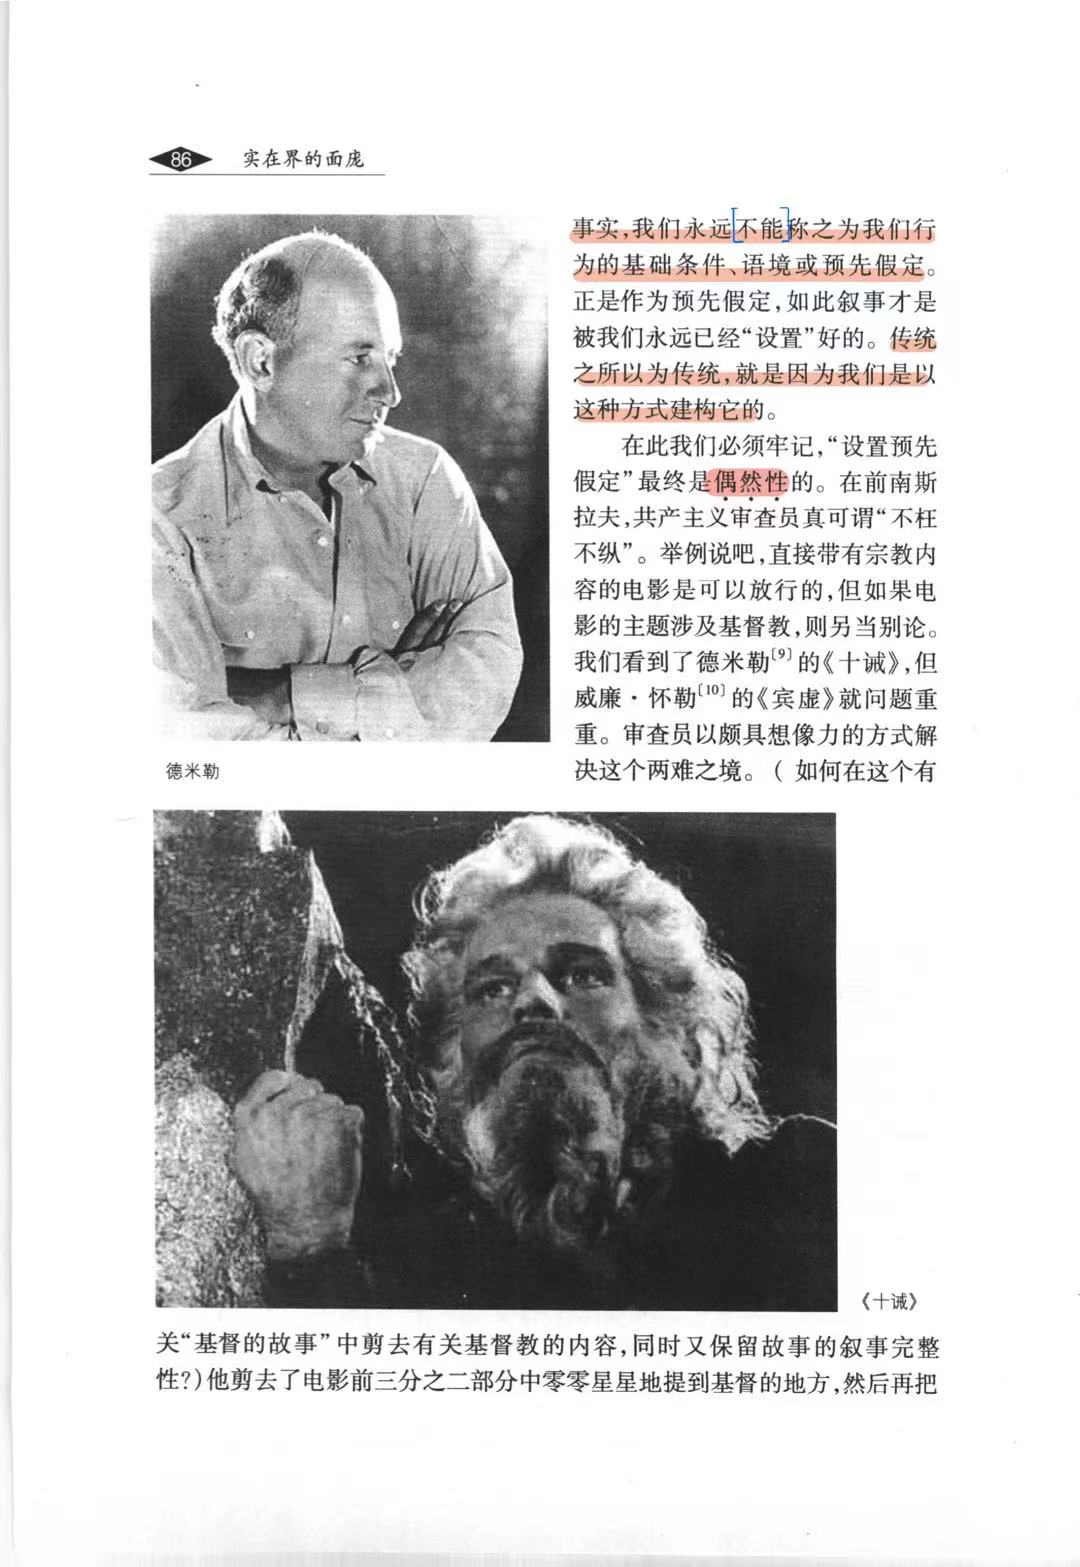 86 实在界的面庞
事实,我们永远不能称之为我们行
为的基础条件、语境或预先假定。
正是作为预先假定,如此叙事才是
被我们永远已经“设置”好的。传统
之所以为传统,就是因为我们是以
这种方式建构它的。
在此我们必须牢记,“设置预先
假定”最终是偶然性的。在前南斯
拉夫,共产主义审查员真可谓“不枉
不纵”。举例说吧,直接带有宗教内
容的电影是可以放行的,但如果电
影的主题涉及基督教,则另当别论。
我们看到了德米勒[9]的《十诫》,但
威廉·怀勒[10]的《宾虚》就问题重
重。审查员以颇具想像力的方式解
决这个两难之境。(如何在这个有
德米勒
《十诫》
关“基督的故事”中剪去有关基督教的内容,同时又保留故事的叙事完整
性?)他剪去了电影前三分之二部分中零零星星地提到基督的地方,然后再把